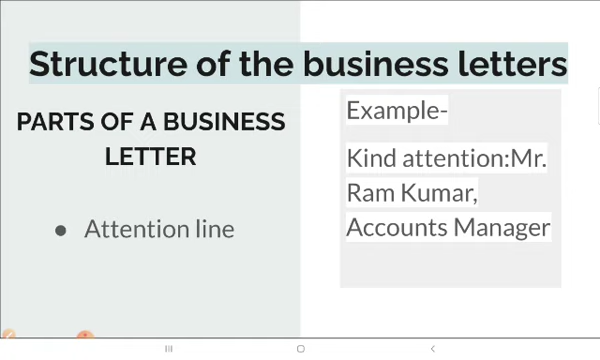 Structure of the business letters
PARTS OF A BUSINESS
LETTER
● Attention line
Example-
Kind attention:Mr.
Ram Kumar,
Accounts Manager